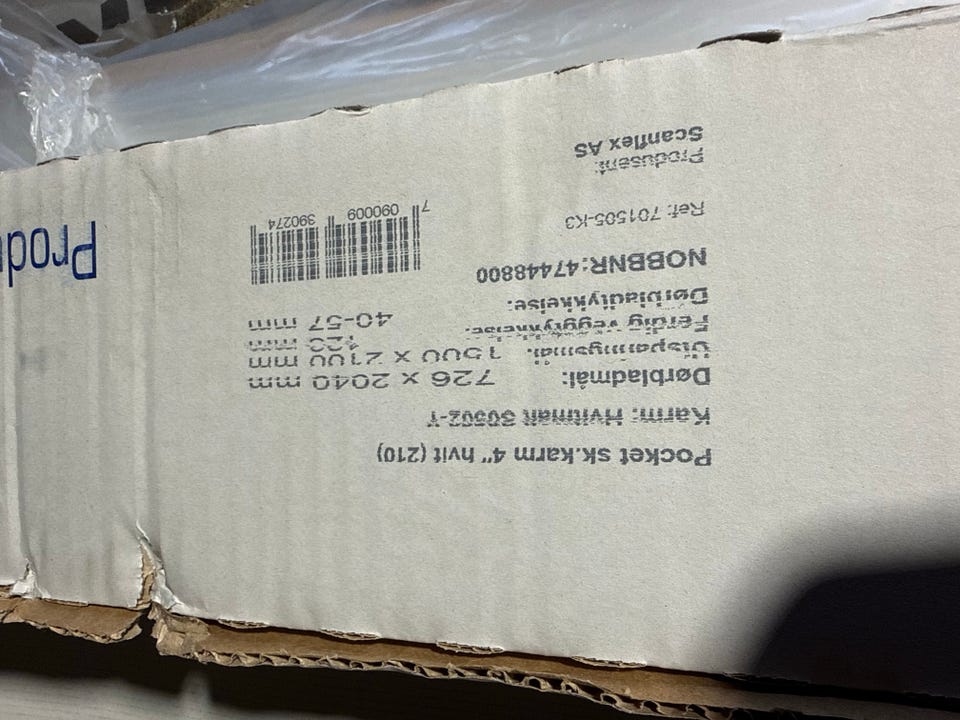 Pocket sk.karm 4" hvit (210)
Karm: Hvitmalt S0502-Y
Dørbladmål: 726 x 2040 mm
Utsparingsmål: 1500 x 2100 mm
Ferdig veggtykkelse: mm
Dørbladtykkelse: 40-57 mm
NOBBNR:47448800
Ref: 701505-K3
Produsent:
Scanflex AS
7 090009 390274
Prod